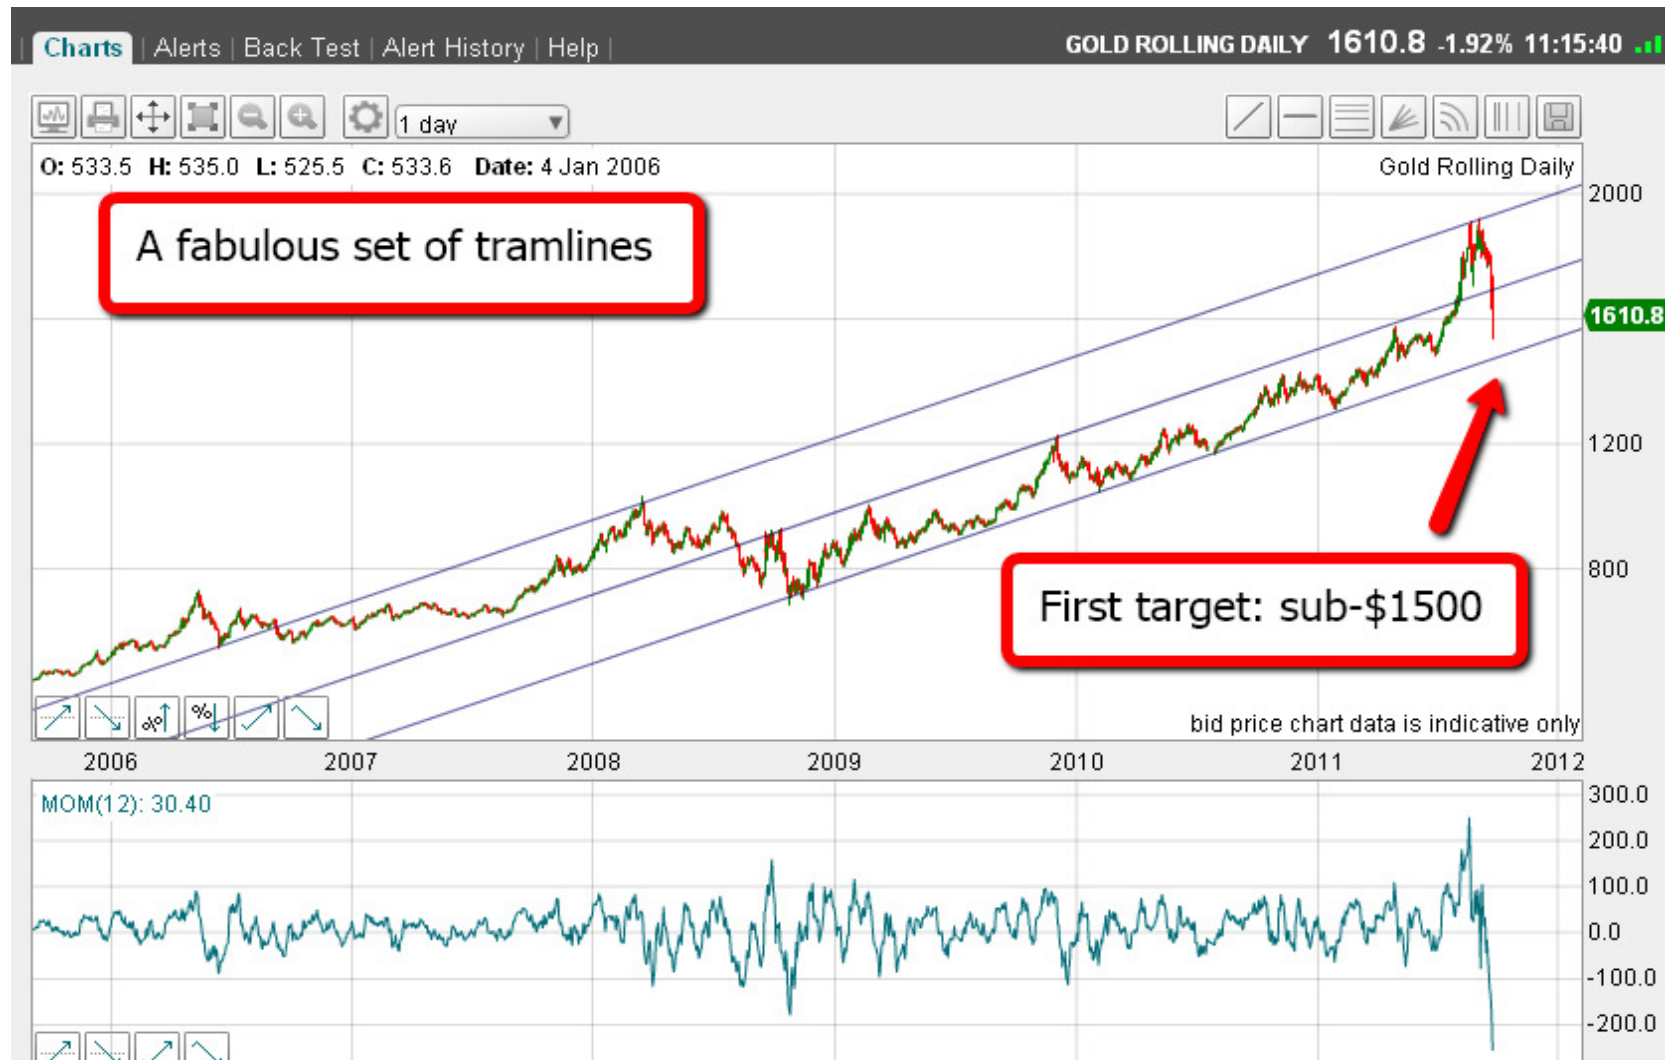 Charts | Alerts | Back Test | Alert History | Help |
GOLD ROLLING DAILY 1610.8 -1.92% 11:15:40
1 day
O: 533.5 H: 535.0 L: 525.5 C: 533.6 Date: 4 Jan 2006
Gold Rolling Daily
A fabulous set of tramlines
2000
1610.8
1200
800
First target: sub-$1500
%
%
bid price chart data is indicative only
2006 2007 2008 2009 2010 2011 2012
MOM(12): 30.40
300.0
200.0
100.0
0.0
-100.0
-200.0